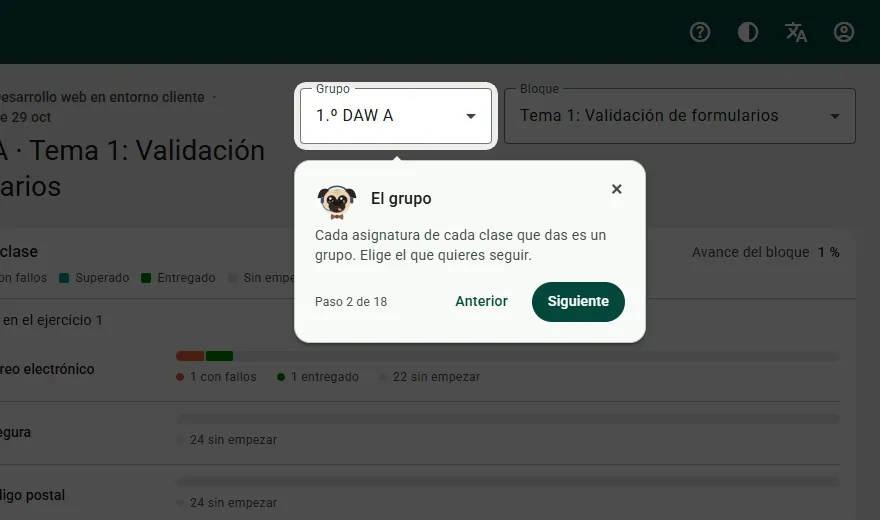 esarrollo web en entorno cliente ·
e 29 oct
A · Tema 1: Validación
arios
Grupo
1.º DAW A
Bloque
Tema 1: Validación de formularios
El grupo
×
Cada asignatura de cada clase que das es un
grupo. Elige el que quieres seguir.
Paso 2 de 18
Anterior
Siguiente
clase
Avance del bloque 1 %
on fallos
Superado
Entregado
Sin empe
en el ejercicio 1
reo electrónico
1 con fallos
1 entregado
22 sin empezar
egura
24 sin empezar
digo postal
24 sin empezar